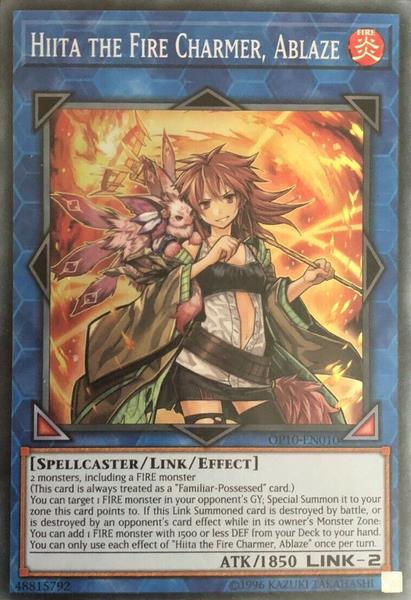 HIITA THE FIRE CHARMER, ABLAZE
FIRE
炎
OP10-EN010
[SPELLCASTER/LINK/EFFECT]
2 monsters, including a FIRE monster
(This card is always treated as a "Familiar-Possessed" card.)
You can target 1 FIRE monster in your opponent's GY; Special Summon it to your
zone this card points to. If this Link Summoned card is destroyed by battle, or
is destroyed by an opponent's card effect while in its owner's Monster Zone:
You can add 1 FIRE monster with 1500 or less DEF from your Deck to your hand.
You can only use each effect of "Hiita the Fire Charmer, Ablaze" once per turn.
ATK/1850 LINK-2
48815792
©1996 KAZUKI TAKAHASHI